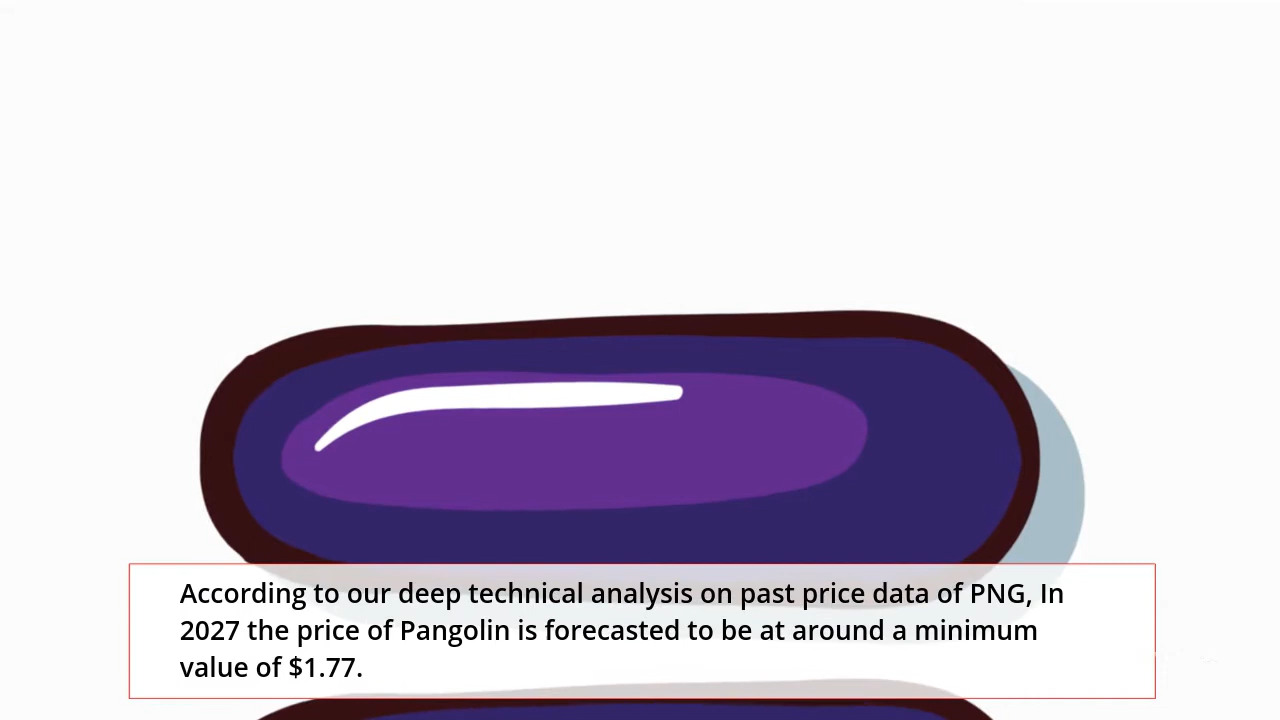 According to our deep technical analysis on past price data of PNG, In
2027 the price of Pangolin is forecasted to be at around a minimum
value of $1.77.